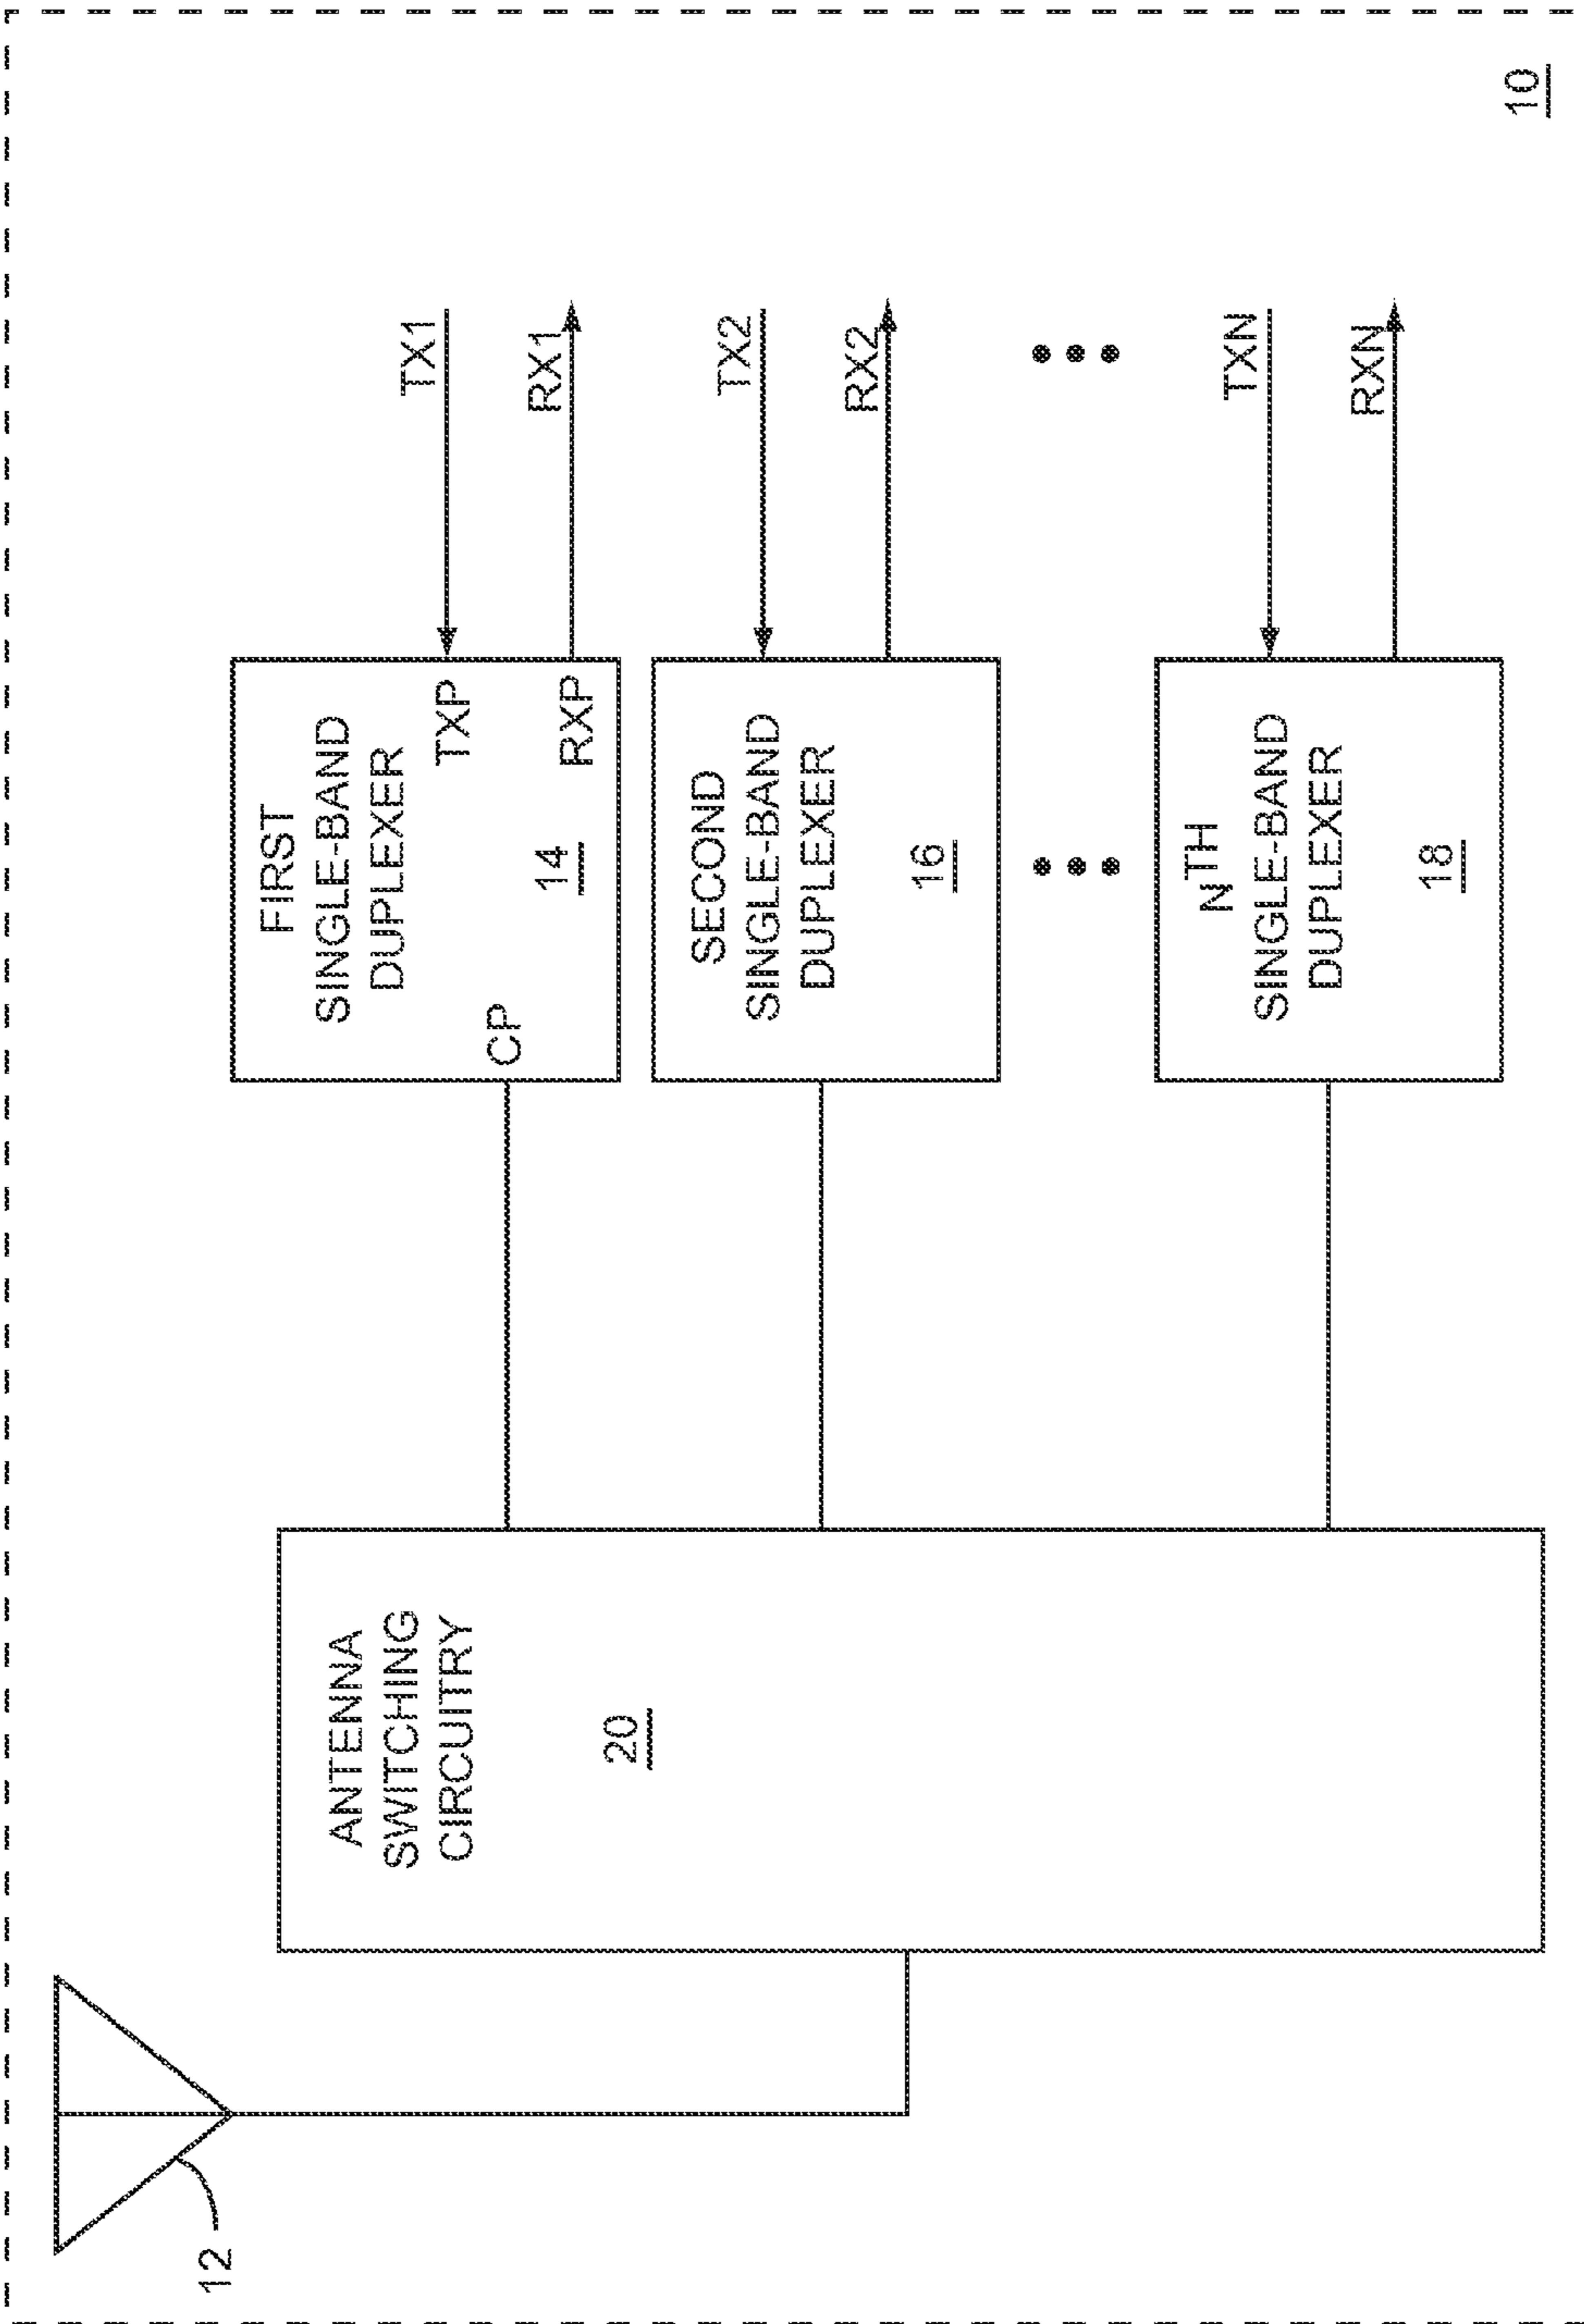 12
ANTENNA
SWITCHING
CIRCUITRY
20
FIRST
SINGLE-BAND
DUPLEXER
CP
TXP
14
RXP
TX1
RX1
SECOND
SINGLE-BAND
DUPLEXER
16
TX2
RX2
NTH
SINGLE-BAND
DUPLEXER
18
TXN
RXN
10